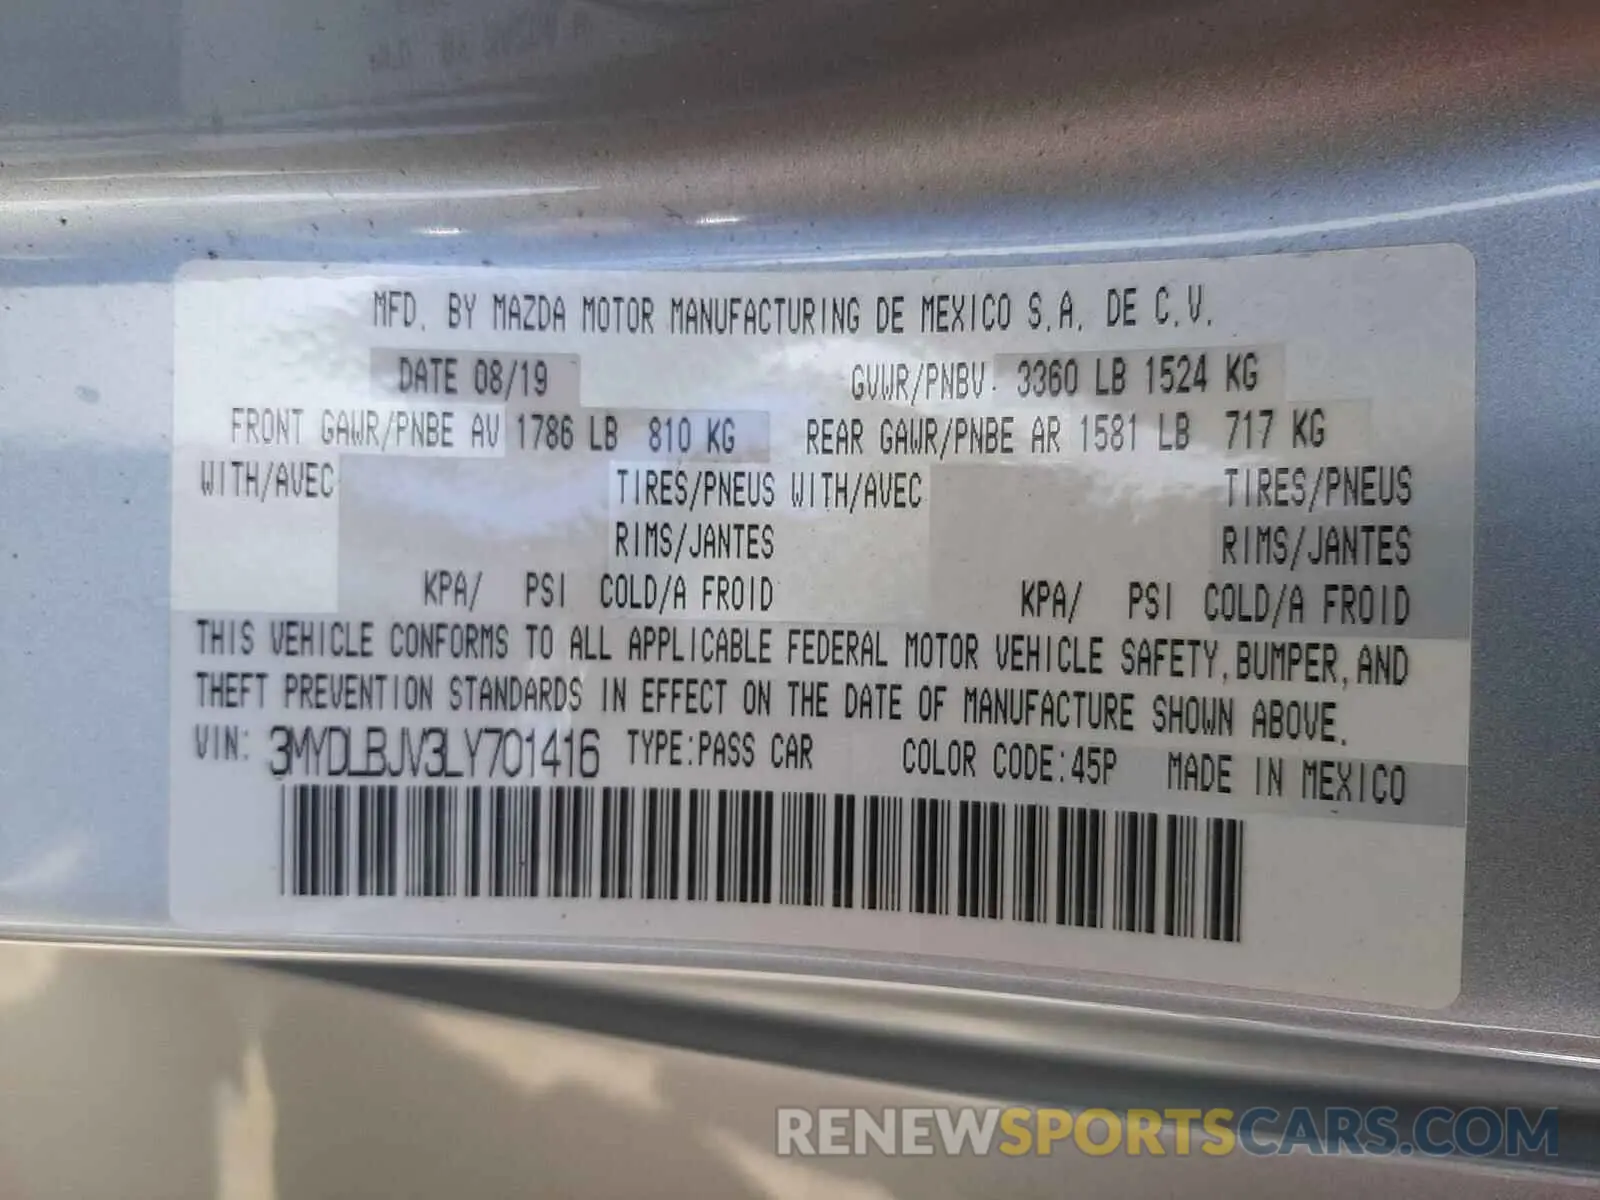 MFD. BY MAZDA MOTOR MANUFACTURING DE MEXICO S.A. DE C.V.
DATE 08/19 GVWR/PNBV. 3360 LB 1524 KG
FRONT GAWR/PNBE AV 1786 LB 810 KG REAR GAWR/PNBE AR 1581 LB 717 KG
WITH/AVEC TIRES/PNEUS WITH/AVEC TIRES/PNEUS
RIMS/JANTES RIMS/JANTES
KPA/ PSI COLD/A FROID KPA/ PSI COLD/A FROID
THIS VEHICLE CONFORMS TO ALL APPLICABLE FEDERAL MOTOR VEHICLE SAFETY, BUMPER, AND
THEFT PREVENTION STANDARDS IN EFFECT ON THE DATE OF MANUFACTURE SHOWN ABOVE.
VIN: 3MYDLBJV3LY701416 TYPE:PASS CAR COLOR CODE:45P MADE IN MEXICO
RENEWSPORTSCARS.COM